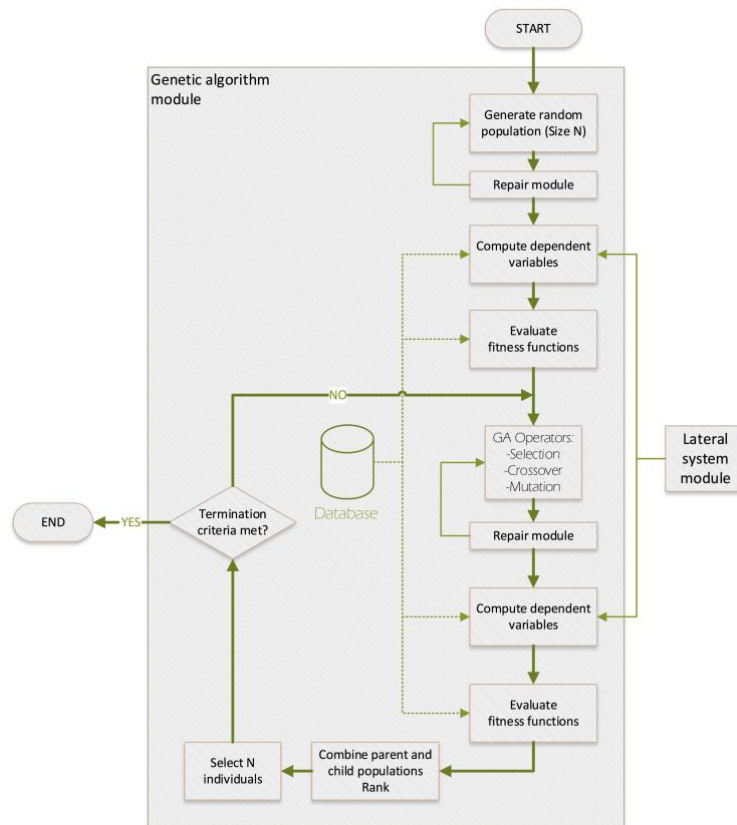 START
Genetic algorithm
module
Generate random
population (Size N)
Repair module
Compute dependent
variables
Evaluate
fitness functions
NO
GA Operators:
-Selection
-Crossover
-Mutation
Database
Lateral
system
module
END
YES
Termination
criteria met?
Repair module
Compute dependent
variables
Evaluate
fitness functions
Select N
individuals
Combine parent and
child populations
Rank